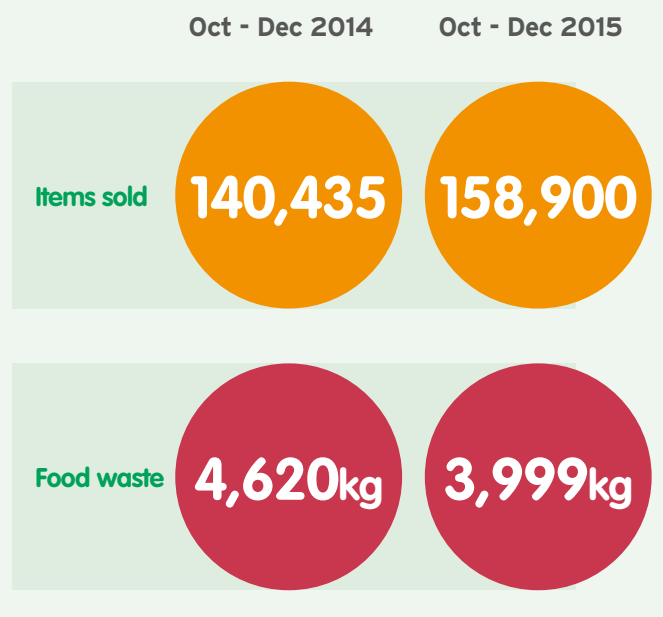 Oct - Dec 2014 Oct - Dec 2015
Items sold 140,435 158,900
Food waste 4,620kg 3,999kg